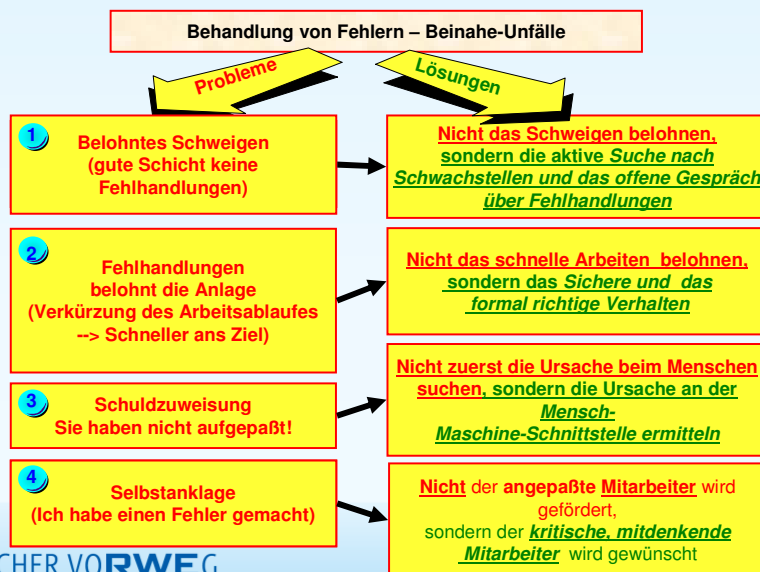 Behandlung von Fehlern – Beinahe-Unfälle
Probleme
Lösungen
1
Belohntes Schweigen
(gute Schicht keine
Fehlhandlungen)
Nicht das Schweigen belohnen,
sondern die aktive Suche nach
Schwachstellen und das offene Gespräch
über Fehlhandlungen
2
Fehlhandlungen
belohnt die Anlage
(Verkürzung des Arbeitsablaufes
--> Schneller ans Ziel)
Nicht das schnelle Arbeiten belohnen,
sondern das Sichere und das
formal richtige Verhalten
3
Schuldzuweisung
Sie haben nicht aufgepaßt!
Nicht zuerst die Ursache beim Menschen
suchen, sondern die Ursache an der
Mensch-
Maschine-Schnittstelle ermitteln
4
Selbstanklage
(Ich habe einen Fehler gemacht)
Nicht der angepaßte Mitarbeiter wird
gefördert,
sondern der kritische, mitdenkende
Mitarbeiter wird gewünscht
CHER VORWEG